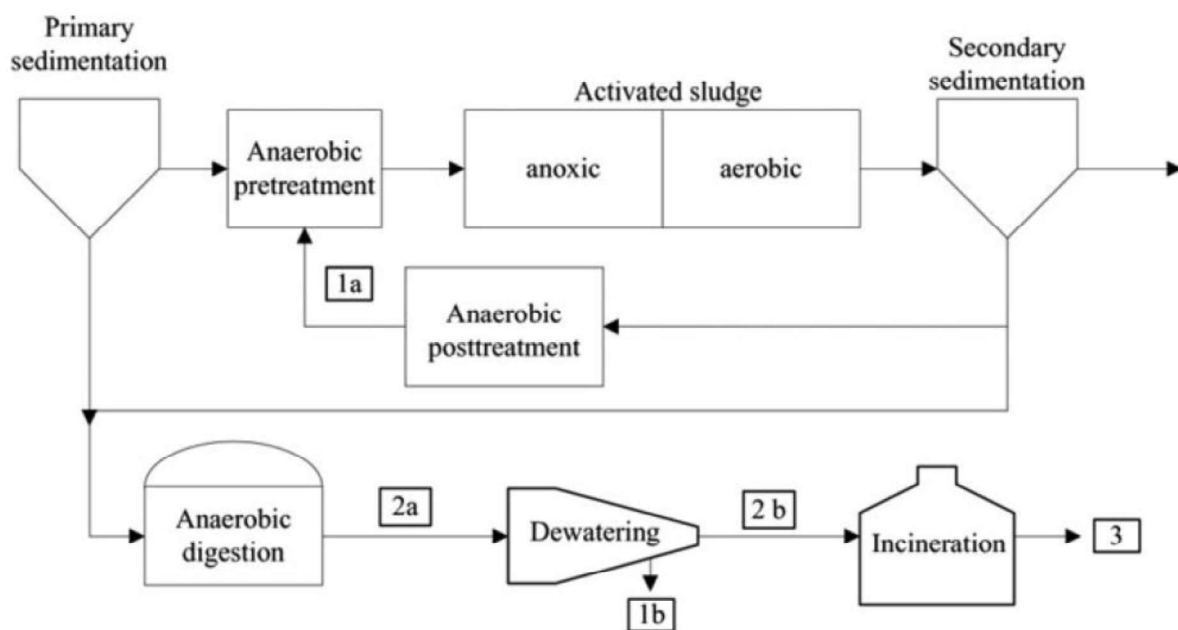 Primary
sedimentation
Secondary
sedimentation
Activated sludge
Anaerobic
pretreatment
anoxic
aerobic
1a
Anaerobic
posttreatment
Anaerobic
digestion
2a
Dewatering
2 b
Incineration
3
1b